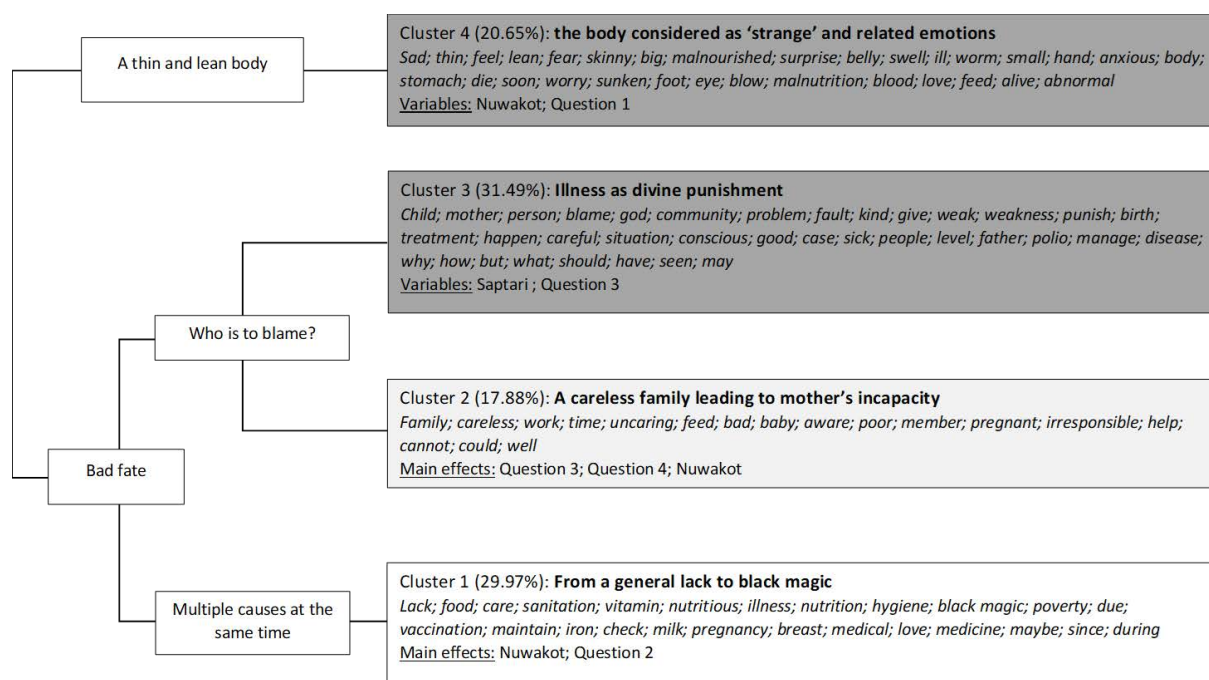 Cluster 4 (20.65%): the body considered as ‘strange’ and related emotions
Sad; thin; feel; lean; fear; skinny; big; malnourished; surprise; belly; swell; ill; worm; small; hand; anxious; body;
stomach; die; soon; worry; sunken; foot; eye; blow; malnutrition; blood; love; feed; alive; abnormal
Variables: Nuwakot; Question 1
A thin and lean body
Cluster 3 (31.49%): Illness as divine punishment
Child; mother; person; blame; god; community; problem; fault; kind; give; weak; weakness; punish; birth;
treatment; happen; careful; situation; conscious; good; case; sick; people; level; father; polio; manage; disease;
why; how; but; what; should; have; seen; may
Variables: Saptari ; Question 3
Who is to blame?
Cluster 2 (17.88%): A careless family leading to mother’s incapacity
Family; careless; work; time; uncaring; feed; bad; baby; aware; poor; member; pregnant; irresponsible; help;
cannot; could; well
Main effects: Question 3; Question 4; Nuwakot
Bad fate
Cluster 1 (29.97%): From a general lack to black magic
Lack; food; care; sanitation; vitamin; nutritious; illness; nutrition; hygiene; black magic; poverty; due;
vaccination; maintain; iron; check; milk; pregnancy; breast; medical; love; medicine; maybe; since; during
Main effects: Nuwakot; Question 2
Multiple causes at the
same time